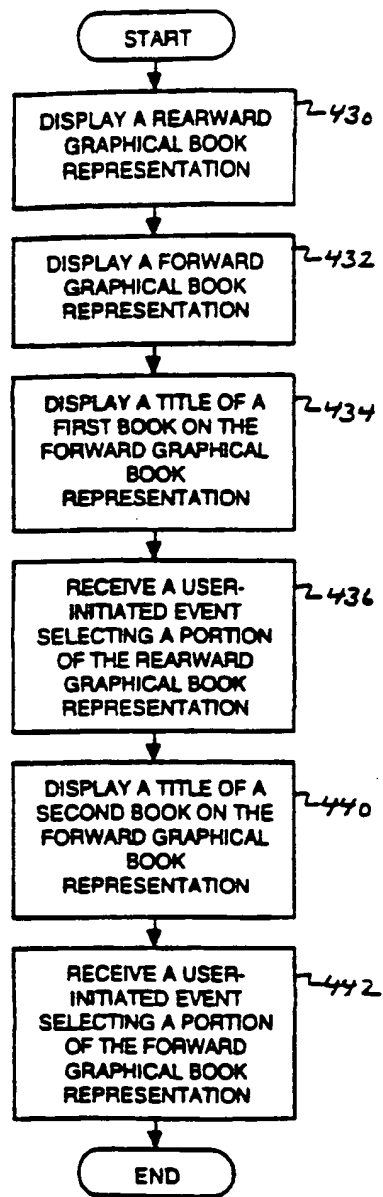 START
DISPLAY A REARWARD
GRAPHICAL BOOK
REPRESENTATION
430
DISPLAY A FORWARD
GRAPHICAL BOOK
REPRESENTATION
432
DISPLAY A TITLE OF A
FIRST BOOK ON THE
FORWARD GRAPHICAL
BOOK
REPRESENTATION
434
RECEIVE A USER-
INITIATED EVENT
SELECTING A PORTION
OF THE REARWARD
GRAPHICAL BOOK
REPRESENTATION
436
DISPLAY A TITLE OF A
SECOND BOOK ON THE
FORWARD GRAPHICAL
BOOK
REPRESENTATION
440
RECEIVE A USER-
INITIATED EVENT
SELECTING A PORTION
OF THE FORWARD
GRAPHICAL BOOK
REPRESENTATION
442
END